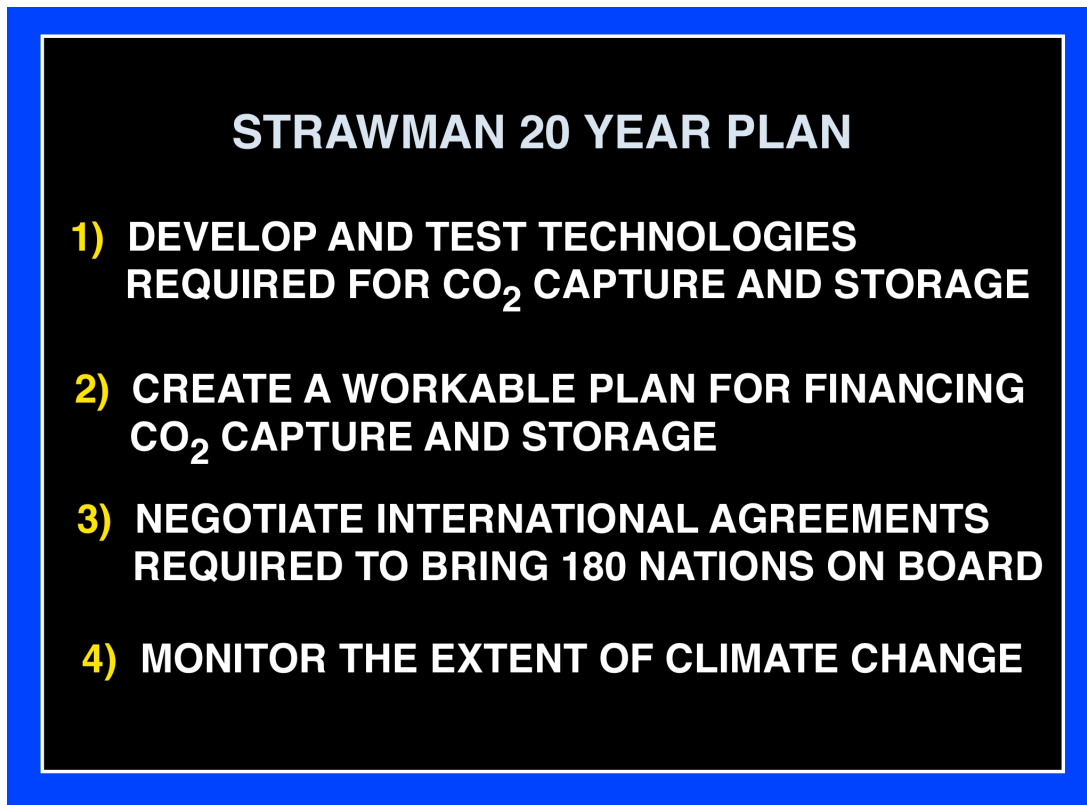 STRAWMAN 20 YEAR PLAN
1) DEVELOP AND TEST TECHNOLOGIES
REQUIRED FOR CO₂ CAPTURE AND STORAGE
2) CREATE A WORKABLE PLAN FOR FINANCING
CO₂ CAPTURE AND STORAGE
3) NEGOTIATE INTERNATIONAL AGREEMENTS
REQUIRED TO BRING 180 NATIONS ON BOARD
4) MONITOR THE EXTENT OF CLIMATE CHANGE